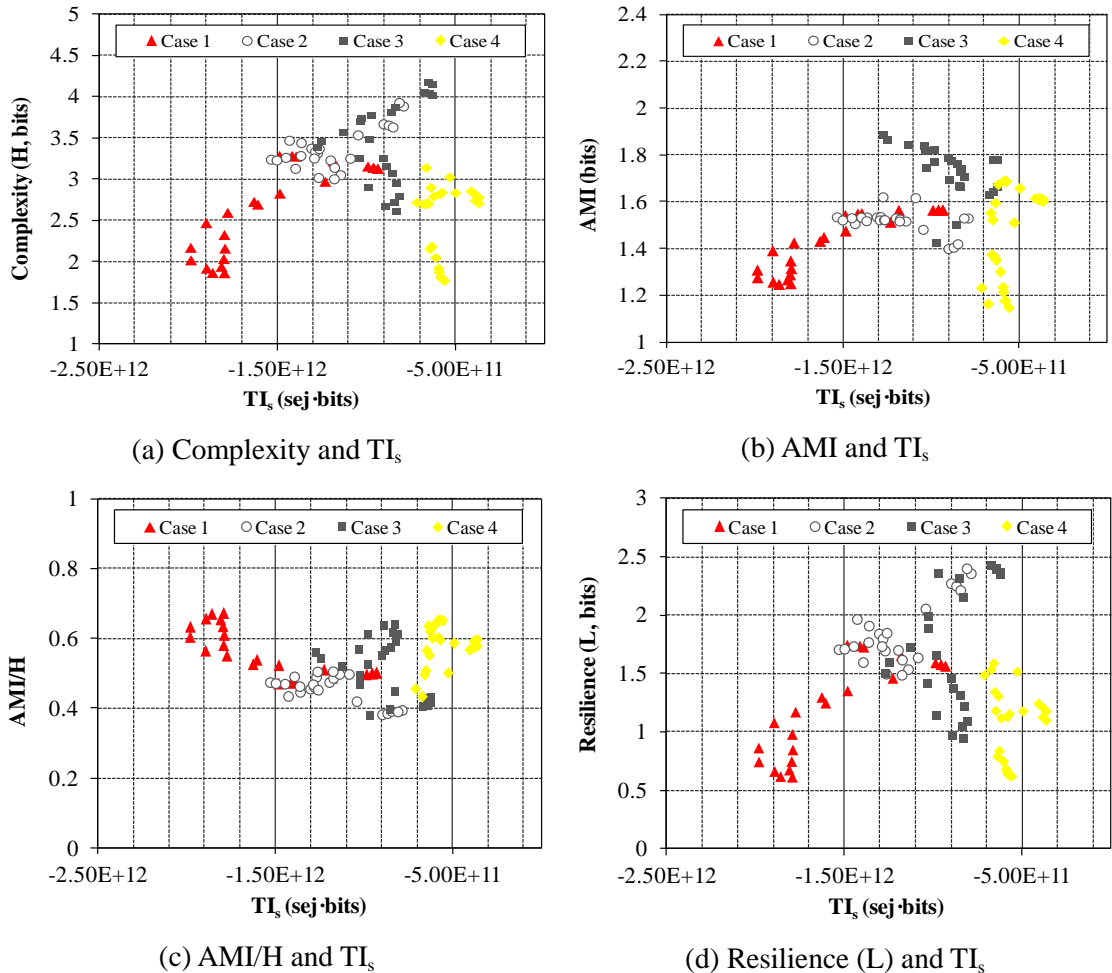 5
4.5
4
3.5
3
2.5
2
1.5
1
Complexity (H, bits)
Case 1 Case 2 Case 3 Case 4
-2.50E+12 -1.50E+12 -5.00E+11
TIs (sej·bits)
(a) Complexity and TIs
2.4
2.2
2
1.8
1.6
1.4
1.2
1
AMI (bits)
Case 1 Case 2 Case 3 Case 4
-2.50E+12 -1.50E+12 -5.00E+11
TIs (sej·bits)
(b) AMI and TIs
1
0.8
0.6
0.4
0.2
0
AMI/H
Case 1 Case 2 Case 3 Case 4
-2.50E+12 -1.50E+12 -5.00E+11
TIs (sej·bits)
(c) AMI/H and TIs
3
2.5
2
1.5
1
0.5
0
Resilience (L, bits)
Case 1 Case 2 Case 3 Case 4
-2.50E+12 -1.50E+12 -5.00E+11
TIs (sej·bits)
(d) Resilience (L) and TIs